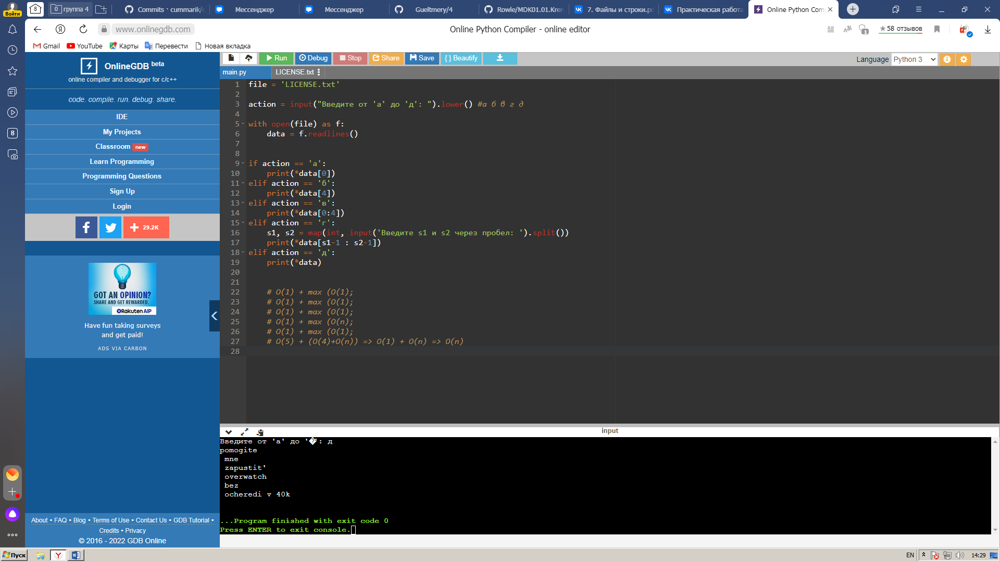 Войти
8
0 группа 4
Commits · cummarik/
Мессенджер
Мессенджер
Gueltmery/4
Rowle/MDK01.01.Kren
7. Файлы и строки.pd
Практическая работа
Online Python Com
www.onlinegdb.com
Online Python Compiler - online editor
1
★ 58 отзывов
Gmail
YouTube
Карты
Перевести
Новая вкладка
8
OnlineGDB beta
online compiler and debugger for c/c++
code. compile. run. debug. share.
IDE
My Projects
Classroom new
Learn Programming
Programming Questions
Sign Up
Login
29.2K
GOT AN OPINION?
SHARE AND GET REWARDED.
Rakuten AIP
Have fun taking surveys
and get paid!
ADS VIA CARBON
About • FAQ • Blog • Terms of Use • Contact Us • GDB Tutorial •
Credits • Privacy
© 2016 - 2022 GDB Online
Run
Debug
Stop
Share
Save
{ } Beautify
Language Python 3
main.py
LICENSE.txt
1 file = 'LICENSE.txt'
2
3 action = input("Введите от 'а' до 'д': ").lower() #а б в г д
4
5 with open(file) as f:
6 data = f.readlines()
7
8
9 if action == 'а':
10 print(*data[0])
11 elif action == 'б':
12 print(*data[4])
13 elif action == 'в':
14 print(*data[0:4])
15 elif action == 'г':
16 s1, s2 = map(int, input('Введите s1 и s2 через пробел: ').split())
17 print(*data[s1-1 : s2-1])
18 elif action == 'д':
19 print(*data)
20
21
22 # O(1) + max (O(1);
23 # O(1) + max (O(1);
24 # O(1) + max (O(1);
25 # O(1) + max (O(n);
26 # O(1) + max (O(1);
27 # O(5) + (O(4)+O(n)) => O(1) + O(n) => O(n)
28
input
Введите от 'а' до '�': д
pomogite
mne
zapustit'
overwatch
bez
ocheredi v 40k
...Program finished with exit code 0
Press ENTER to exit console.
Пуск
EN
14:29